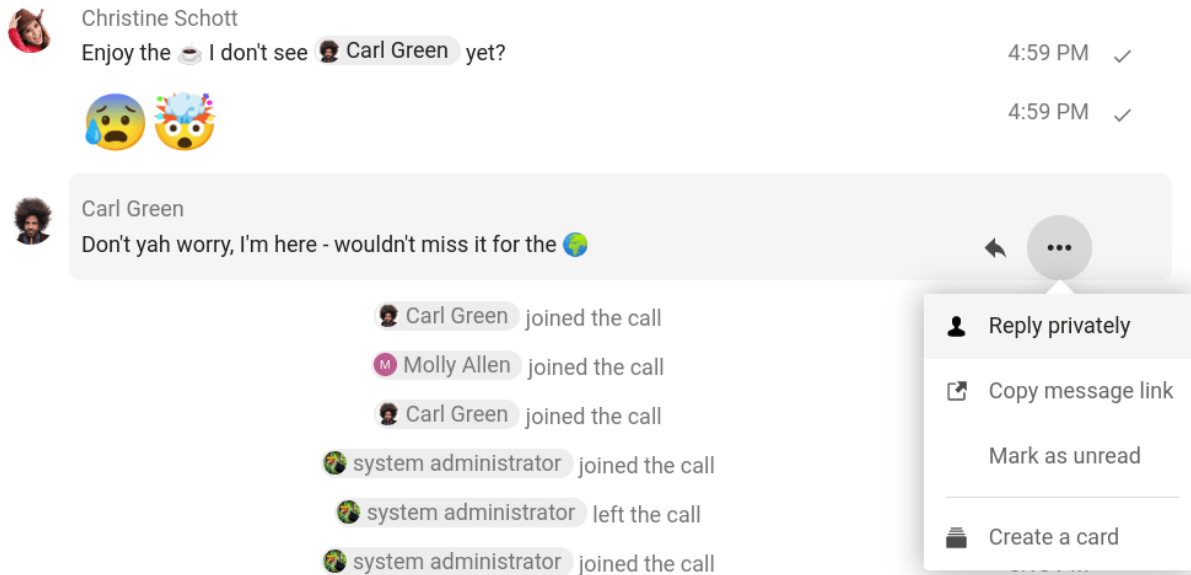 Christine Schott
Enjoy the ☕ I don't see Carl Green yet? 4:59 PM
😰🤯 4:59 PM
Carl Green
Don't yah worry, I'm here - wouldn't miss it for the 🌍
Carl Green joined the call
Reply privately
M Molly Allen joined the call
Copy message link
Carl Green joined the call
Mark as unread
system administrator joined the call
system administrator left the call
Create a card
system administrator joined the call